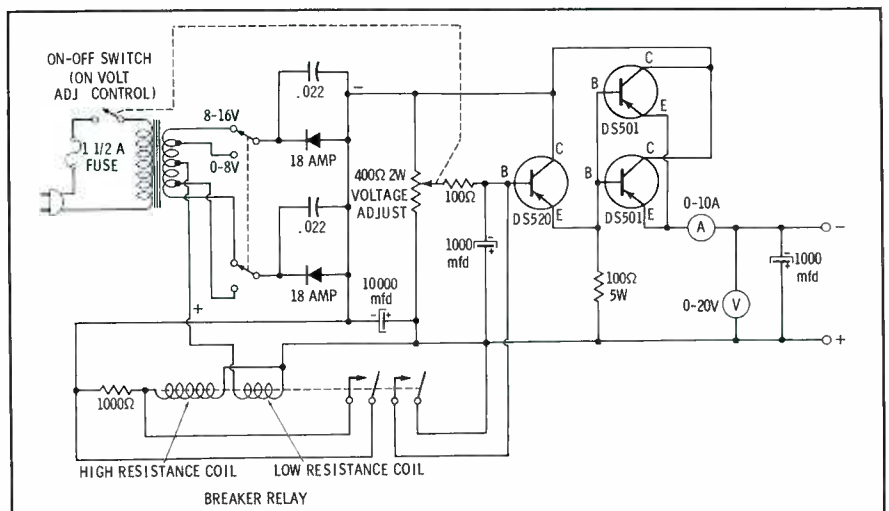 ON-OFF SWITCH
(ON VOLT
ADJ CONTROL)
1 1/2 A
FUSE
8-16V
0-8V
.022
18 AMP
.022
18 AMP
+
−
400Ω 2W
VOLTAGE
ADJUST
100Ω
10000
mfd
- +
1000
mfd
-
+
B
C
E
DS520
B
C
E
DS501
B
C
E
DS501
0-10A
A
100Ω
5W
0-20V
V
-
+
1000
mfd
−
+
1000Ω
HIGH RESISTANCE COIL
LOW RESISTANCE COIL
BREAKER RELAY